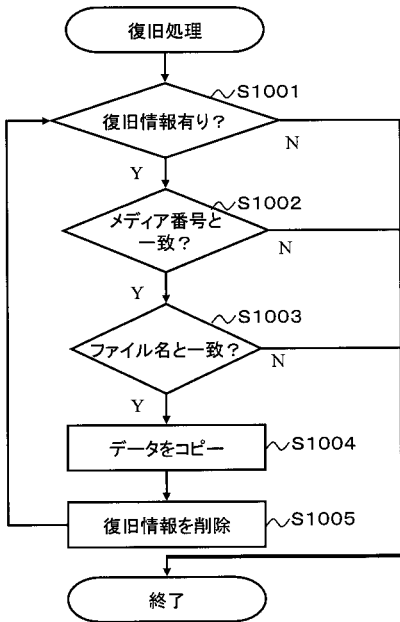 復旧処理
S1001
復旧情報有り?
N
Y
S1002
メディア番号と
一致?
N
Y
S1003
ファイル名と一致?
N
Y
データをコピー
S1004
復旧情報を削除
S1005
終了